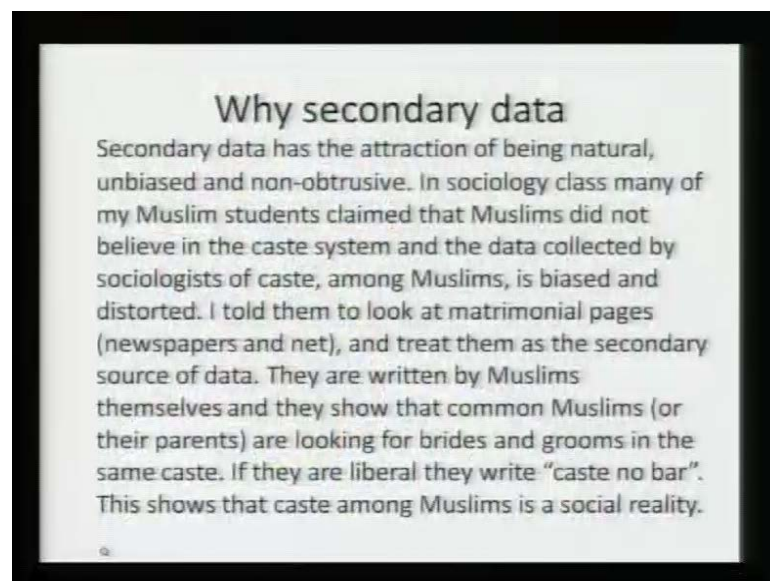 Why secondary data
Secondary data has the attraction of being natural,
unbiased and non-obtrusive. In sociology class many of
my Muslim students claimed that Muslims did not
believe in the caste system and the data collected by
sociologists of caste, among Muslims, is biased and
distorted. I told them to look at matrimonial pages
(newspapers and net), and treat them as the secondary
source of data. They are written by Muslims
themselves and they show that common Muslims (or
their parents) are looking for brides and grooms in the
same caste. If they are liberal they write “caste no bar”.
This shows that caste among Muslims is a social reality.